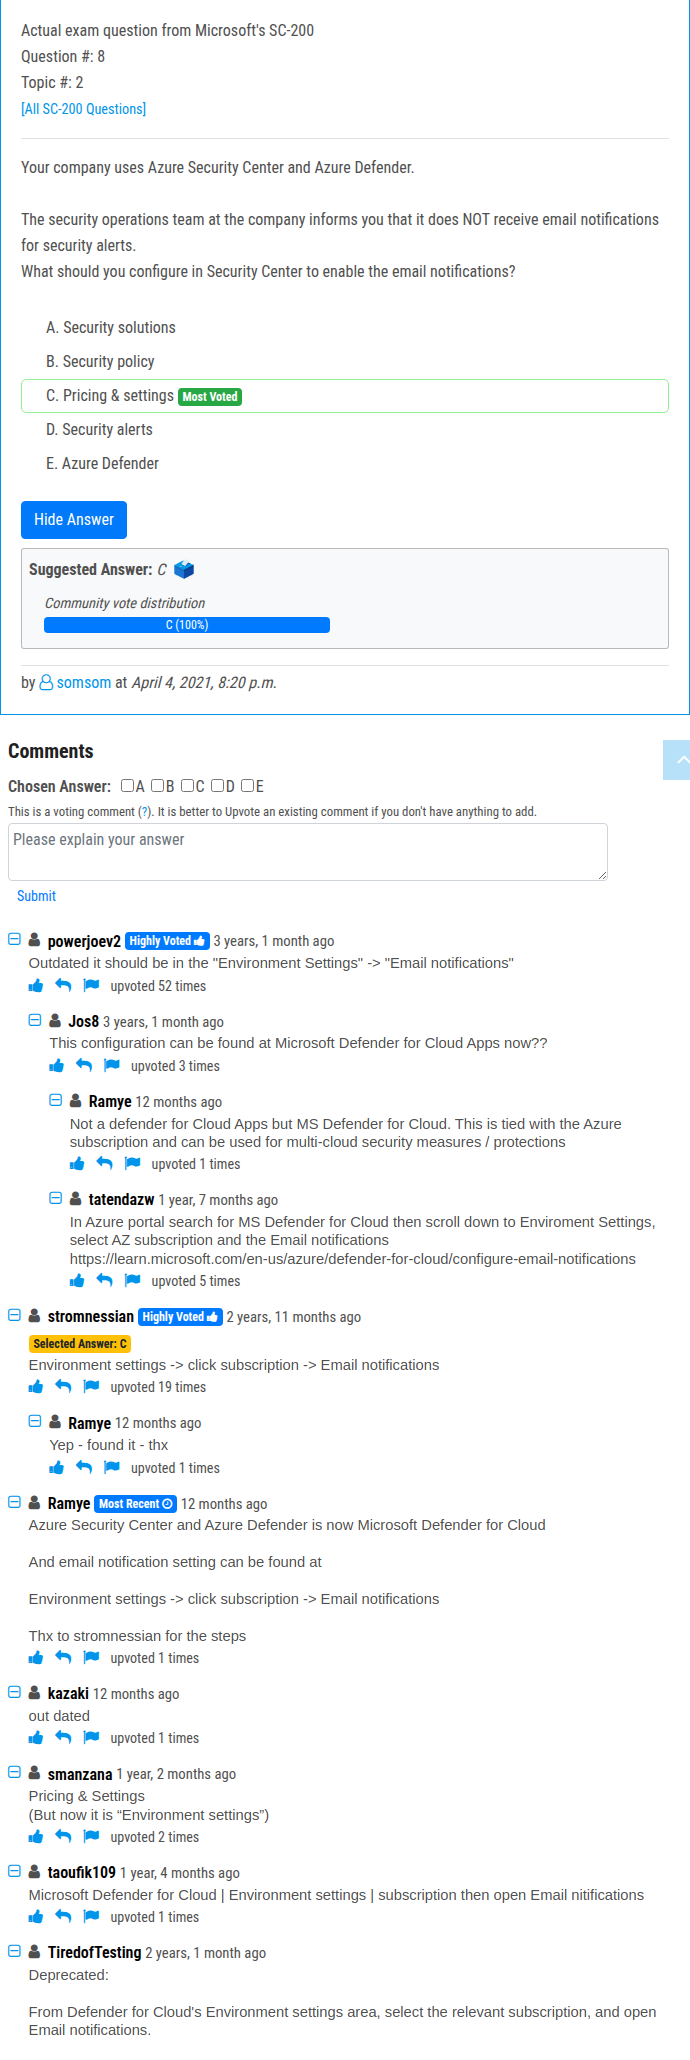 Actual exam question from Microsoft's SC-200
Question #: 8
Topic #: 2
[All SC-200 Questions]
Your company uses Azure Security Center and Azure Defender.
The security operations team at the company informs you that it does NOT receive email notifications
for security alerts.
What should you configure in Security Center to enable the email notifications?
A. Security solutions
B. Security policy
C. Pricing & settings Most Voted
D. Security alerts
E. Azure Defender
Hide Answer
Suggested Answer: C
Community vote distribution
C (100%)
by somsom at April 4, 2021, 8:20 p.m.
Comments
Chosen Answer: A B C D E
This is a voting comment (?). It is better to Upvote an existing comment if you don't have anything to add.
Please explain your answer
Submit
powerjoev2 Highly Voted 3 years, 1 month ago
Outdated it should be in the "Environment Settings" -> "Email notifications"
upvoted 52 times
Jos8 3 years, 1 month ago
This configuration can be found at Microsoft Defender for Cloud Apps now??
upvoted 3 times
Ramye 12 months ago
Not a defender for Cloud Apps but MS Defender for Cloud. This is tied with the Azure
subscription and can be used for multi-cloud security measures / protections
upvoted 1 times
tatendazw 1 year, 7 months ago
In Azure portal search for MS Defender for Cloud then scroll down to Enviroment Settings,
select AZ subscription and the Email notifications
https://learn.microsoft.com/en-us/azure/defender-for-cloud/configure-email-notifications
upvoted 5 times
stromnessian Highly Voted 2 years, 11 months ago
Selected Answer: C
Environment settings -> click subscription -> Email notifications
upvoted 19 times
Ramye 12 months ago
Yep - found it - thx
upvoted 1 times
Ramye Most Recent 12 months ago
Azure Security Center and Azure Defender is now Microsoft Defender for Cloud
And email notification setting can be found at
Environment settings -> click subscription -> Email notifications
Thx to stromnessian for the steps
upvoted 1 times
kazaki 12 months ago
out dated
upvoted 1 times
smanzana 1 year, 2 months ago
Pricing & Settings
(But now it is “Environment settings”)
upvoted 2 times
taoufik109 1 year, 4 months ago
Microsoft Defender for Cloud | Environment settings | subscription then open Email nitifications
upvoted 1 times
TiredofTesting 2 years, 1 month ago
Deprecated:
From Defender for Cloud's Environment settings area, select the relevant subscription, and open
Email notifications.